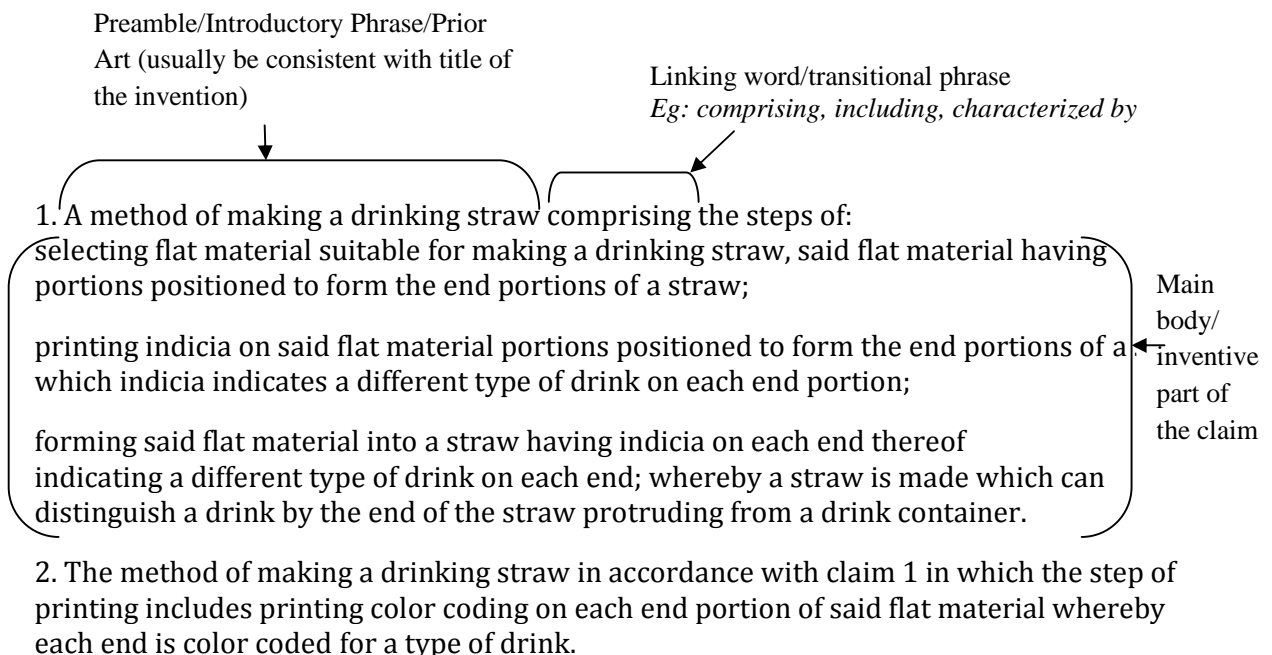 Preamble/Introductory Phrase/Prior
Art (usually be consistent with title of
the invention)
Linking word/transitional phrase
Eg: comprising, including, characterized by
1. A method of making a drinking straw comprising the steps of:
selecting flat material suitable for making a drinking straw, said flat material having
portions positioned to form the end portions of a straw;
printing indicia on said flat material portions positioned to form the end portions of a
which indicia indicates a different type of drink on each end portion;
forming said flat material into a straw having indicia on each end thereof
indicating a different type of drink on each end; whereby a straw is made which can
distinguish a drink by the end of the straw protruding from a drink container.
Main
body/
inventive
part of
the claim
2. The method of making a drinking straw in accordance with claim 1 in which the step of
printing includes printing color coding on each end portion of said flat material whereby
each end is color coded for a type of drink.